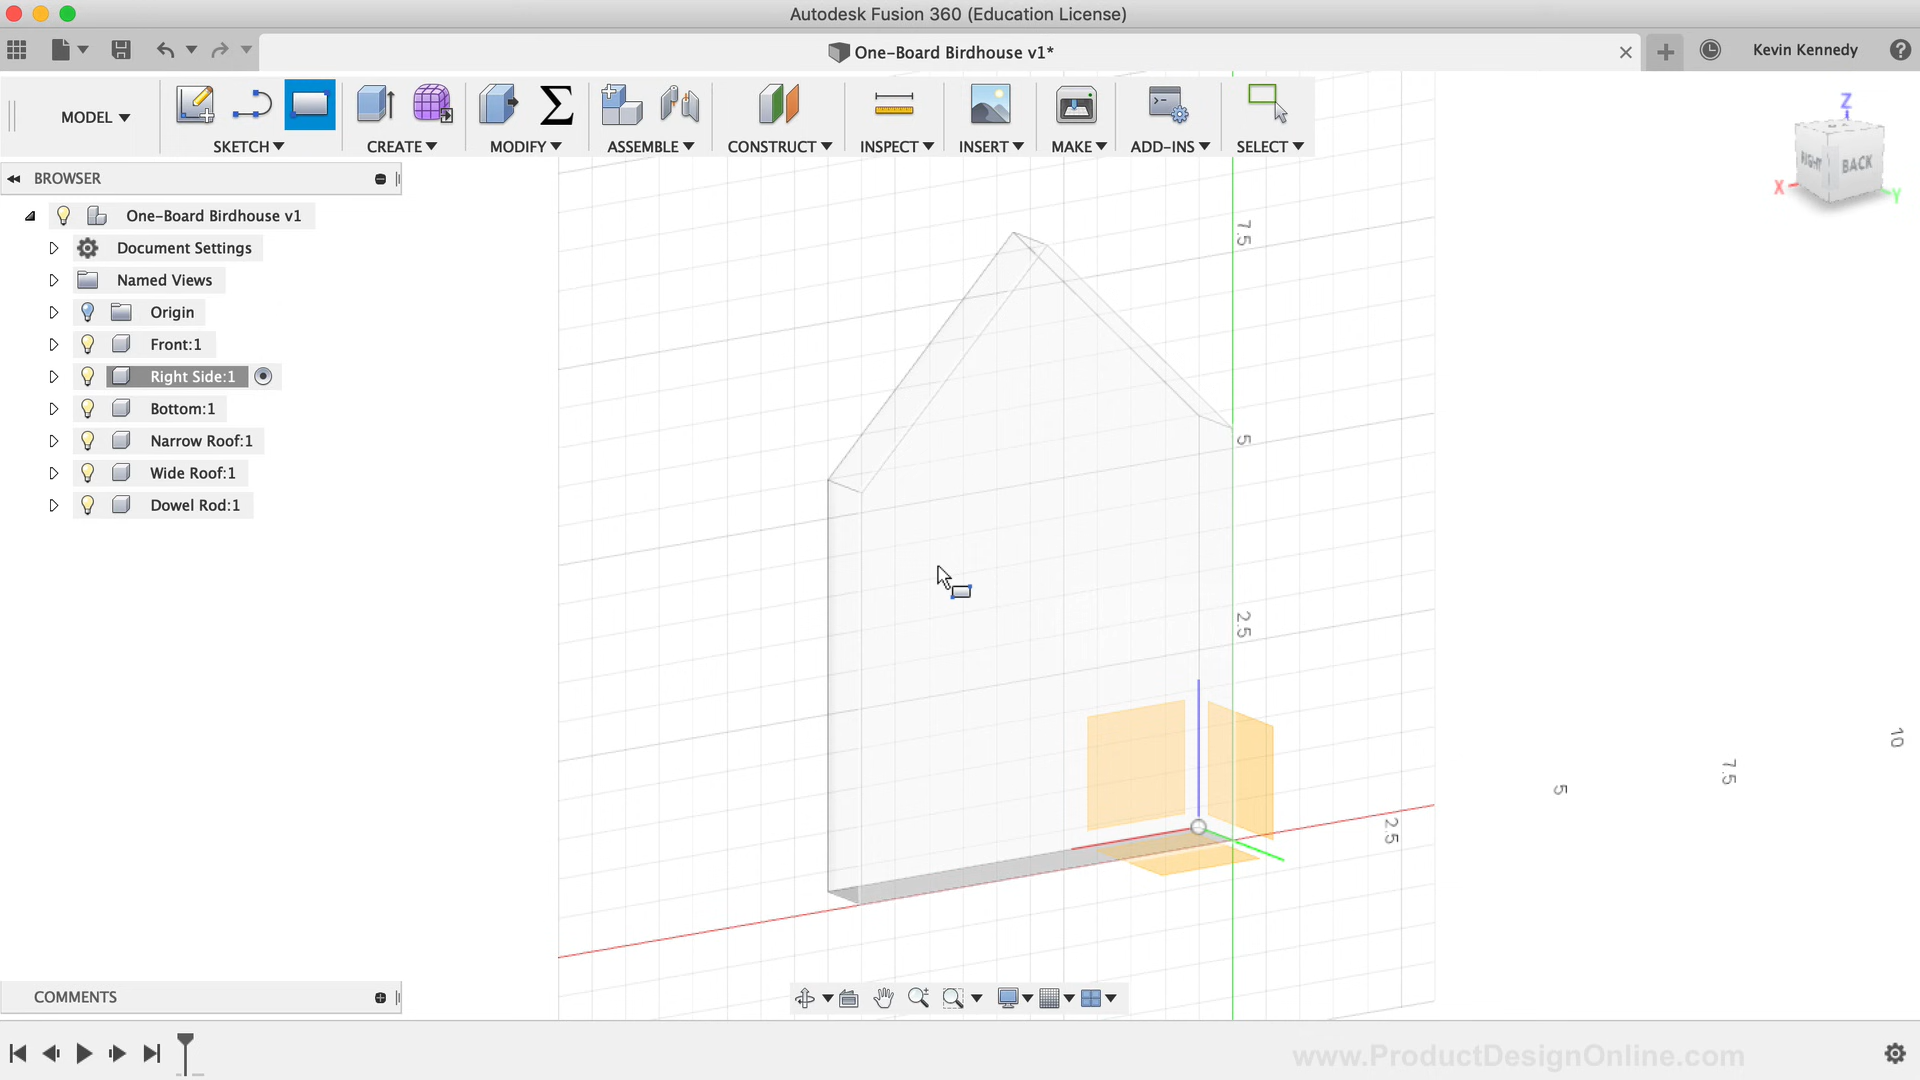 Autodesk Fusion 360 (Education License)
One-Board Birdhouse v1*
Kevin Kennedy
MODEL
SKETCH
CREATE
MODIFY
ASSEMBLE
CONSTRUCT
INSPECT
INSERT
MAKE
ADD-INS
SELECT
BROWSER
One-Board Birdhouse v1
Document Settings
Named Views
Origin
Front:1
Right Side:1
Bottom:1
Narrow Roof:1
Wide Roof:1
Dowel Rod:1
Z
RIGHT
BACK
X
Y
7.5
5
2.5
2.5
5
7.5
10
COMMENTS
www.ProductDesignOnline.com